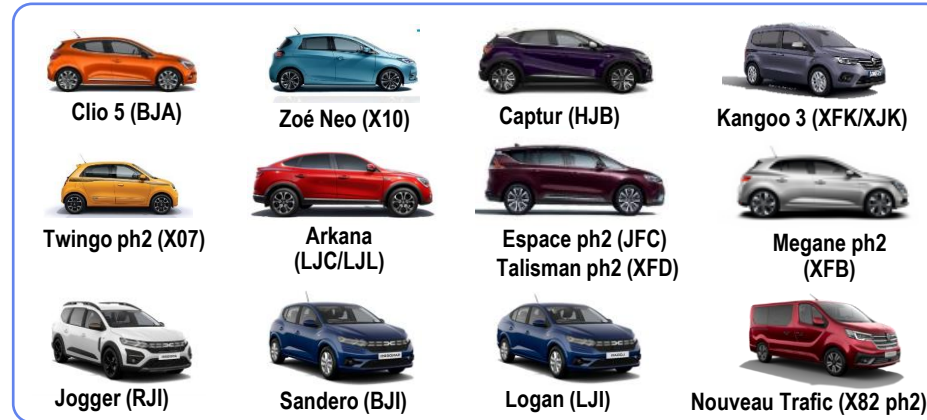 Clio 5 (BJA)
Zoé Neo (X10)
Captur (HJB)
Kangoo 3 (XFK/XJK)
Twingo ph2 (X07)
Arkana
(LJC/LJL)
Espace ph2 (JFC)
Talisman ph2 (XFD)
Megane ph2
(XFB)
Jogger (RJI)
Sandero (BJI)
Logan (LJI)
Nouveau Trafic (X82 ph2)